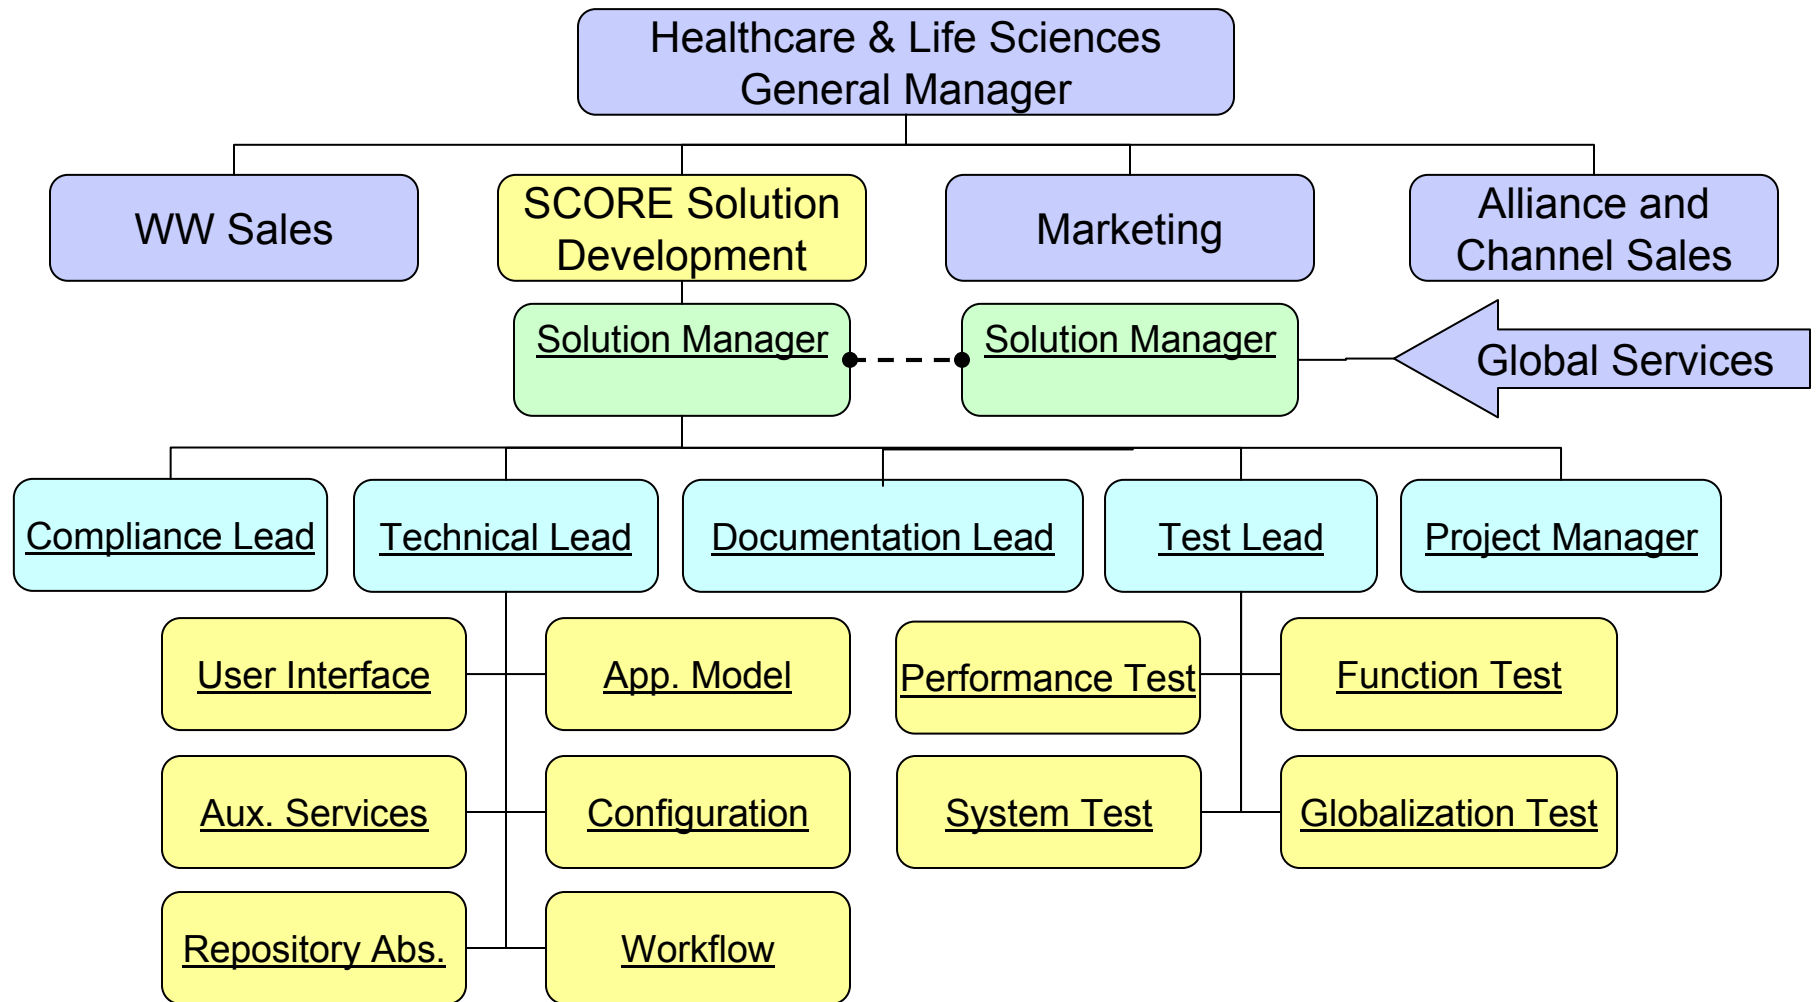 Healthcare & Life Sciences
General Manager
WW Sales
SCORE Solution
Development
Marketing
Alliance and
Channel Sales
Solution Manager
Solution Manager
Global Services
Compliance Lead
Technical Lead
Documentation Lead
Test Lead
Project Manager
User Interface
App. Model
Performance Test
Function Test
Aux. Services
Configuration
System Test
Globalization Test
Repository Abs.
Workflow